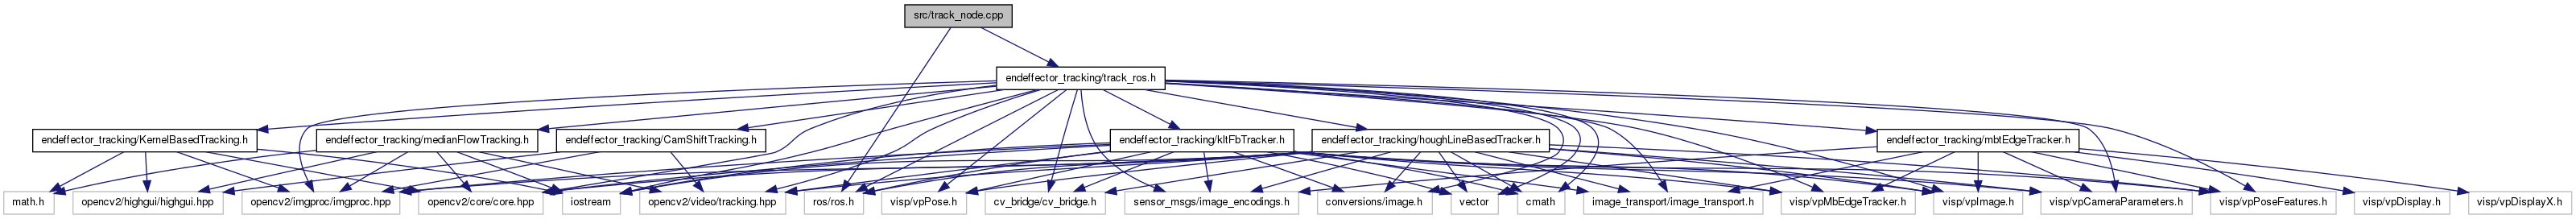 src/track_node.cpp
endeffector_tracking/track_ros.h
endeffector_tracking/KernelBasedTracking.h
endeffector_tracking/medianFlowTracking.h
endeffector_tracking/CamShiftTracking.h
endeffector_tracking/kltFbTracker.h
endeffector_tracking/houghLineBasedTracker.h
endeffector_tracking/mbtEdgeTracker.h
math.h
opencv2/highgui/highgui.hpp
opencv2/imgproc/imgproc.hpp
opencv2/core/core.hpp
iostream
opencv2/video/tracking.hpp
ros/ros.h
visp/vpPose.h
cv_bridge/cv_bridge.h
sensor_msgs/image_encodings.h
conversions/image.h
vector
cmath
image_transport/image_transport.h
visp/vpMbEdgeTracker.h
visp/vpImage.h
visp/vpCameraParameters.h
visp/vpPoseFeatures.h
visp/vpDisplay.h
visp/vpDisplayX.h